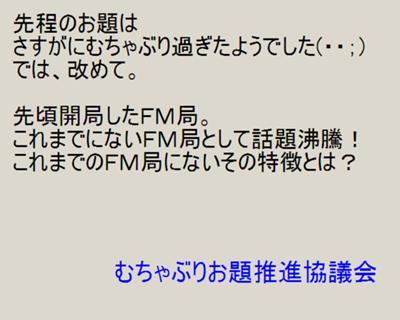 先程のお題は
さすがにむちゃぶり過ぎたようでした(・・;)
では、改めて。
先頃開局したＦＭ局。
これまでにないＦＭ局として話題沸騰！
これまでのＦＭ局にないその特徴とは？
むちゃぶりお題推進協議会